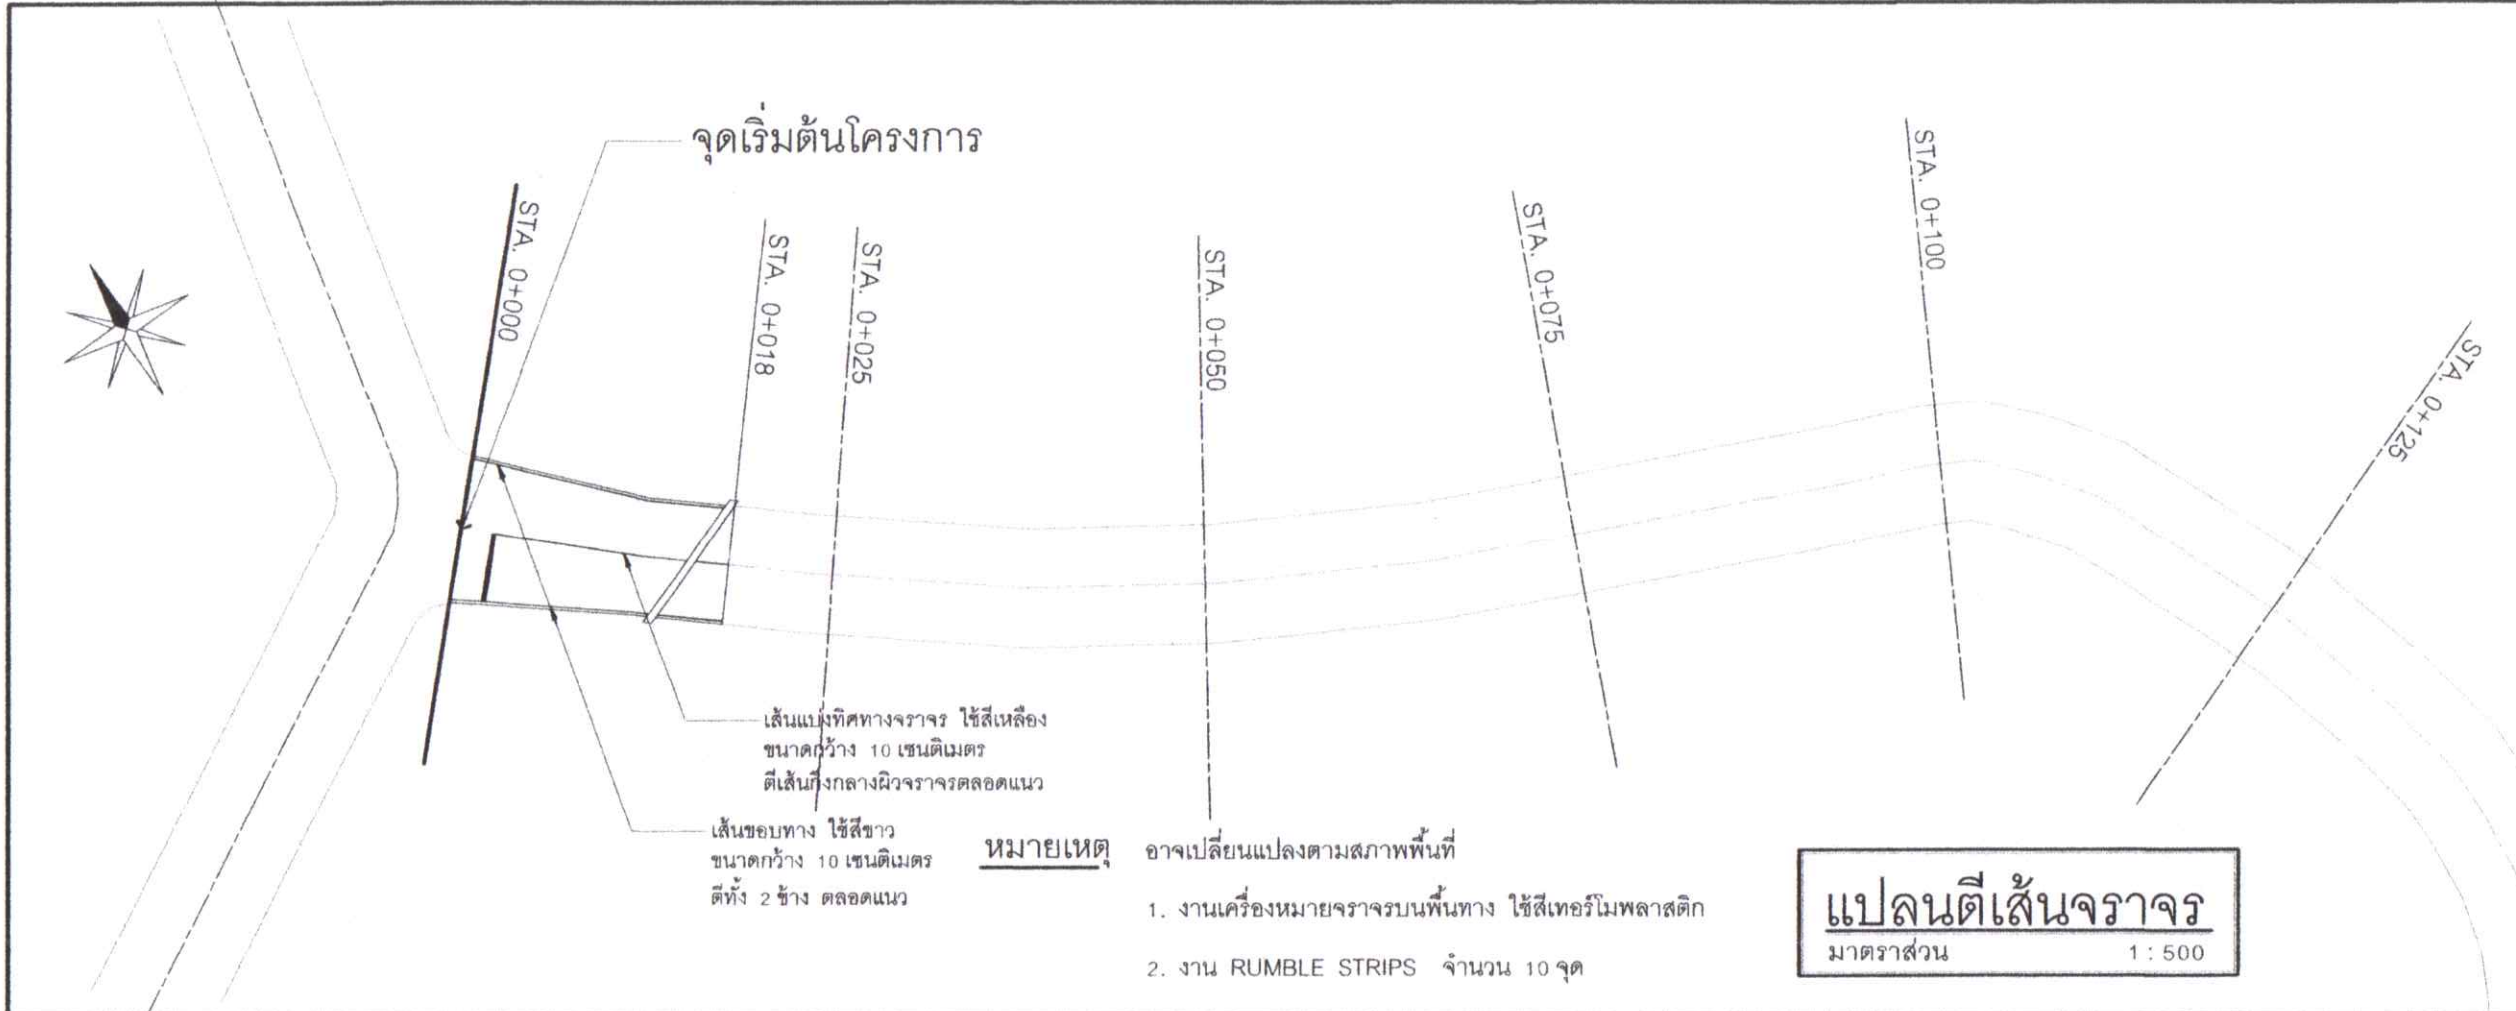 จุดเริ่มต้นโครงการ
STA. 0+000
STA. 0+018
STA. 0+025
STA. 0+050
STA. 0+075
STA. 0+100
STA. 0+125
เส้นแบ่งทิศทางจราจร ใช้สีเหลือง
ขนาดกว้าง 10 เซนติเมตร
ตีเส้นกึ่งกลางผิวจราจรตลอดแนว
เส้นขอบทาง ใช้สีขาว
ขนาดกว้าง 10 เซนติเมตร
ตีทั้ง 2 ข้าง ตลอดแนว
หมายเหตุ อาจเปลี่ยนแปลงตามสภาพพื้นที่
1. งานเครื่องหมายจราจรบนพื้นทาง ใช้สีเทอร์โมพลาสติก
2. งาน RUMBLE STRIPS จำนวน 10 จุด
แปลนตีเส้นจราจร
มาตราส่วน 1 : 500